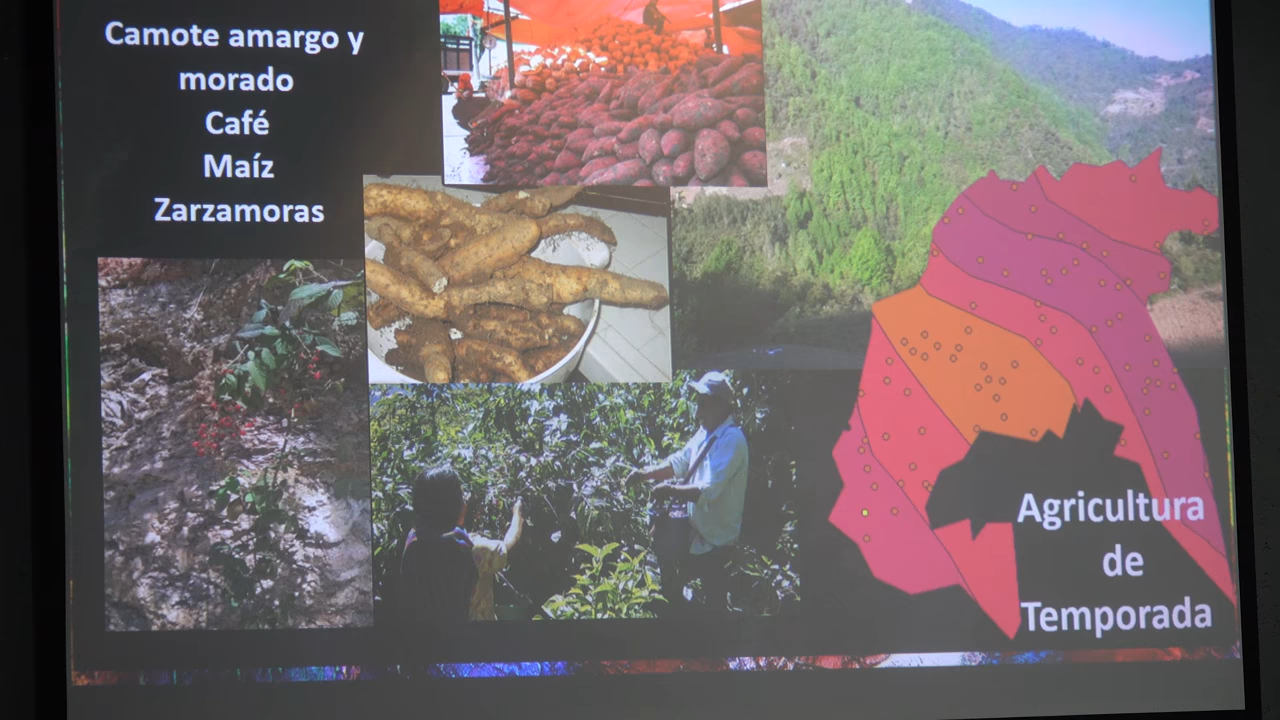 Camote amargo y
morado
Café
Maíz
Zarzamoras
Agricultura
de
Temporada